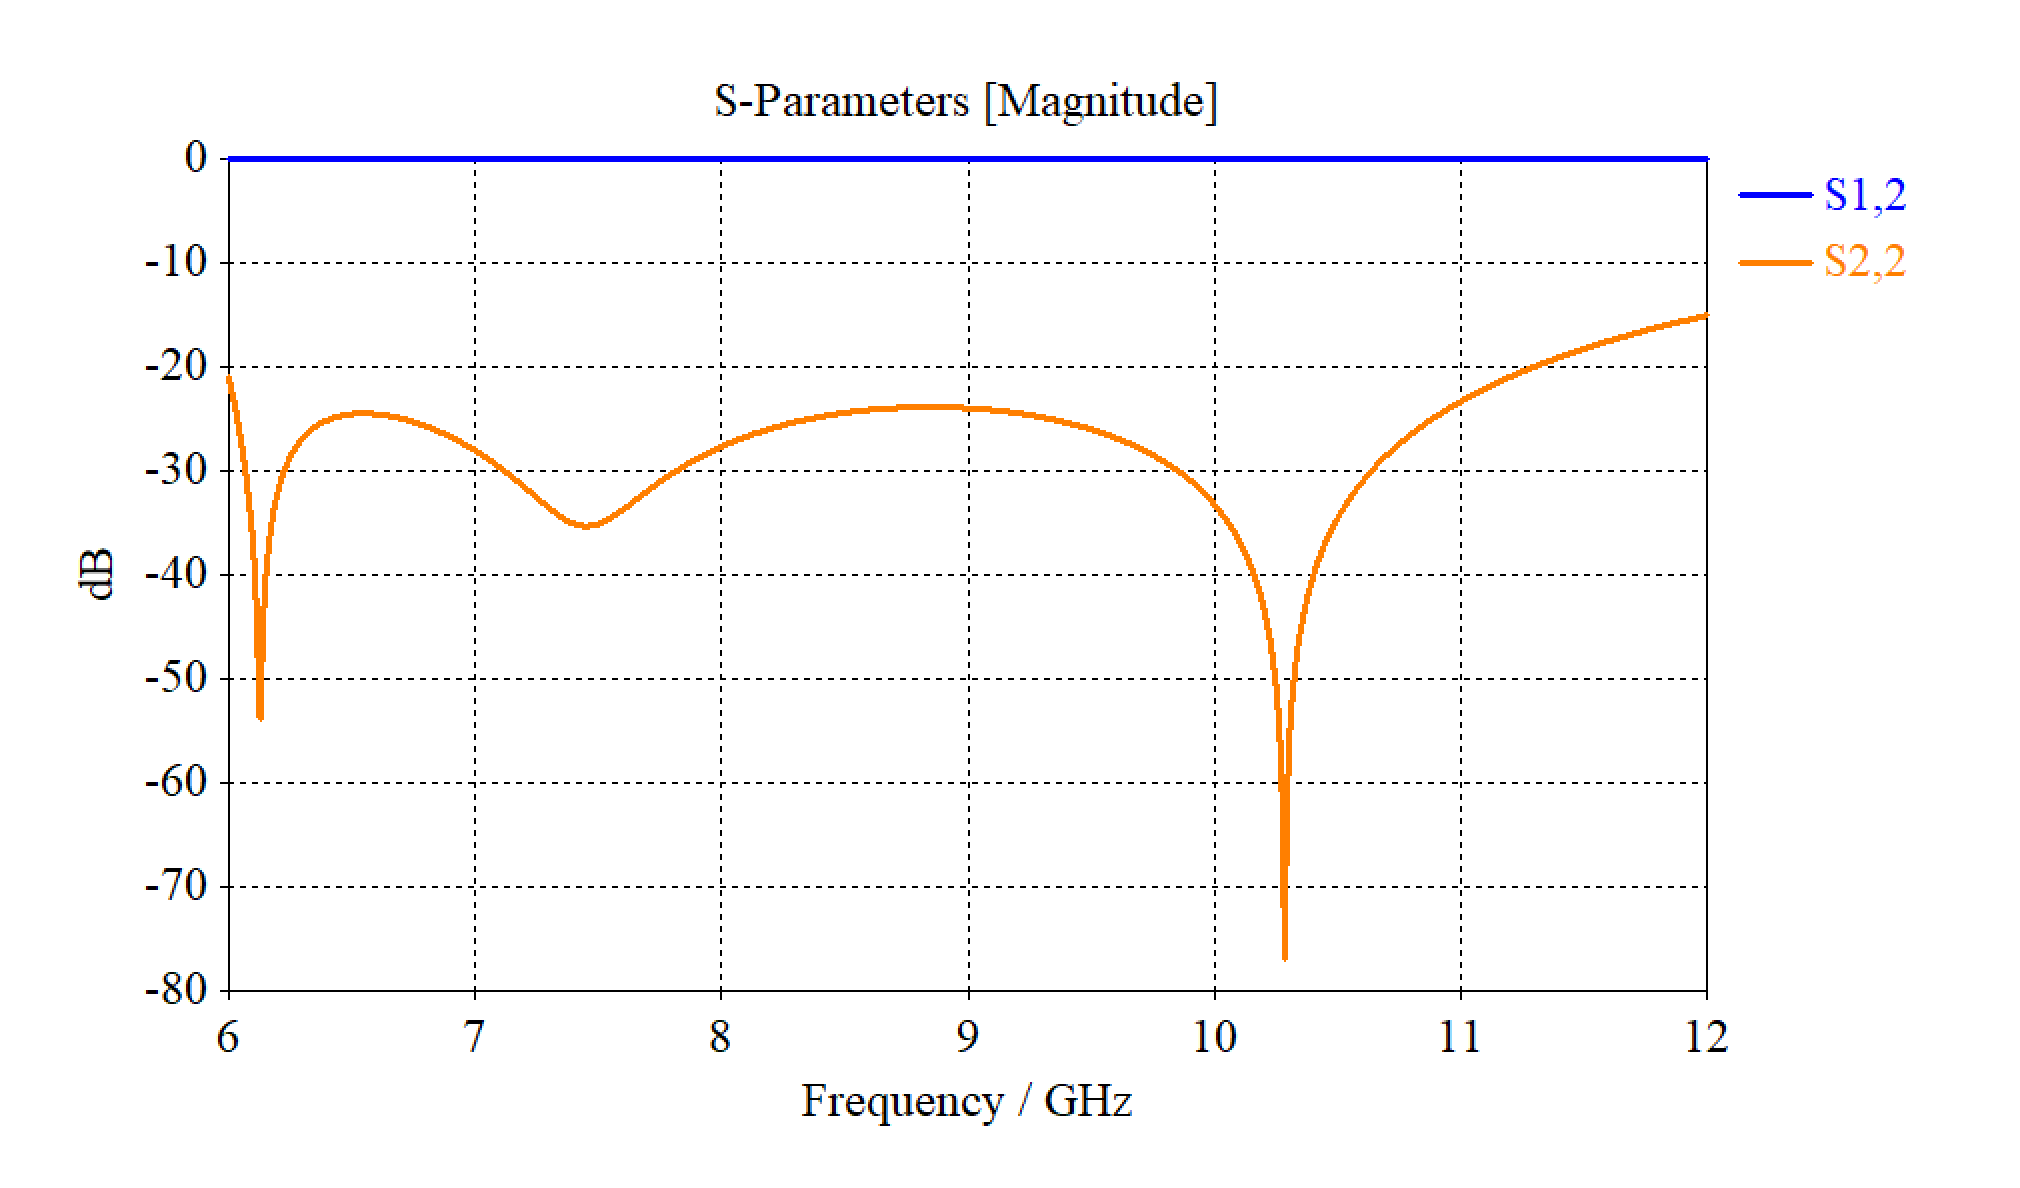 S-Parameters [Magnitude]
0
-10
-20
-30
-40
-50
-60
-70
-80
dB
6 7 8 9 10 11 12
Frequency / GHz
S1,2
S2,2